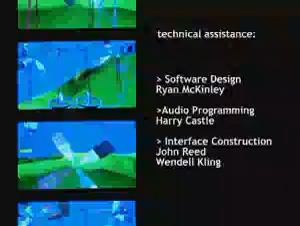 technical assistance:
> Software Design
Ryan McKinley
>Audio Programming
Harry Castle
> Interface Construction
John Reed
Wendell Kling